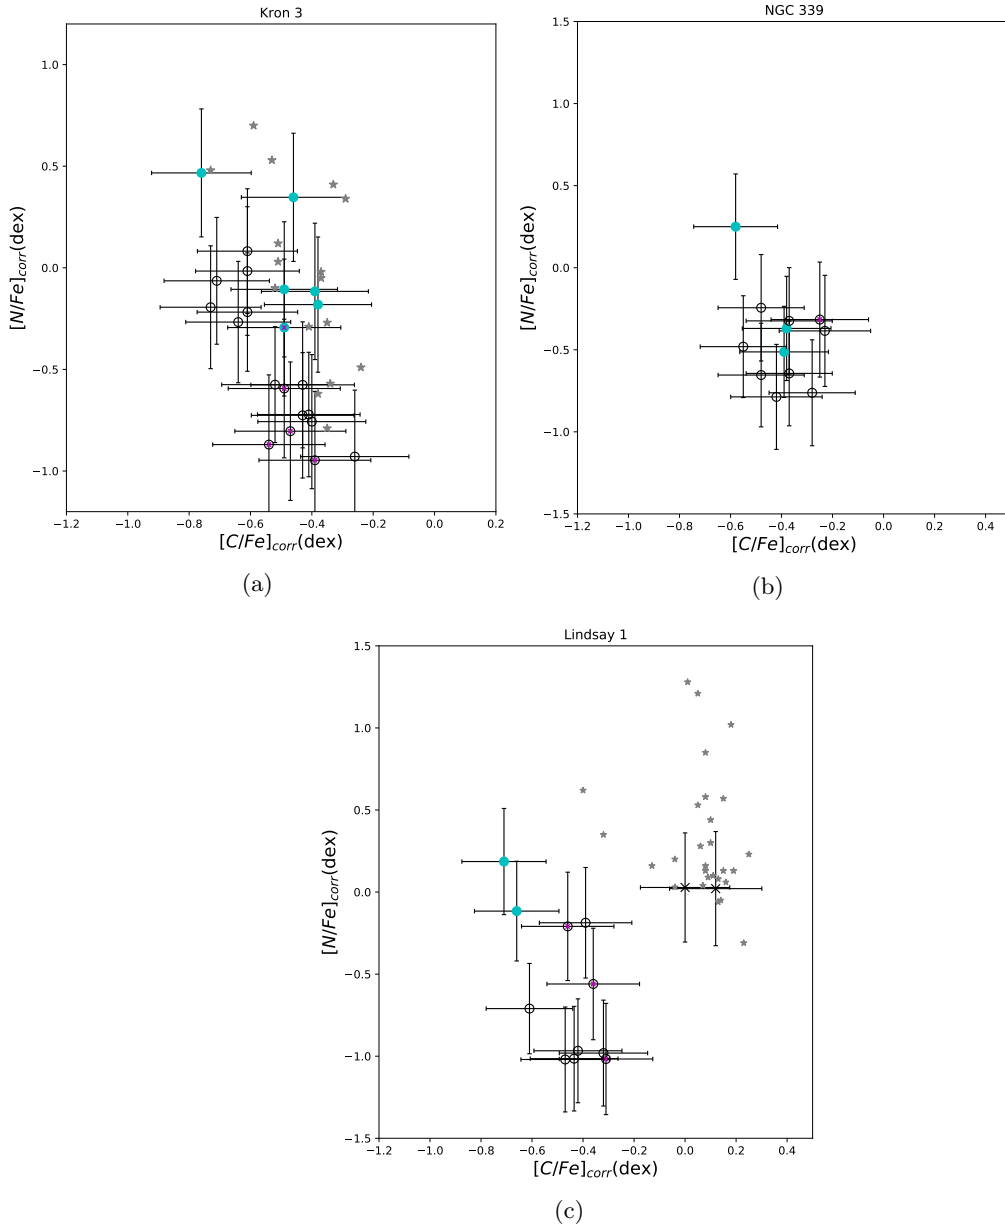 Kron 3
1.0
0.5
0.0
−0.5
−1.0
[N/Fe]corr(dex)
−1.2 −1.0 −0.8 −0.6 −0.4 −0.2 0.0 0.2
[C/Fe]corr(dex)
(a)
NGC 339
1.5
1.0
0.5
0.0
−0.5
−1.0
−1.5
[N/Fe]corr(dex)
−1.2 −1.0 −0.8 −0.6 −0.4 −0.2 0.0 0.2 0.4
[C/Fe]corr(dex)
(b)
Lindsay 1
1.5
1.0
0.5
0.0
−0.5
−1.0
−1.5
[N/Fe]corr(dex)
−1.2 −1.0 −0.8 −0.6 −0.4 −0.2 0.0 0.2 0.4
[C/Fe]corr(dex)
(c)